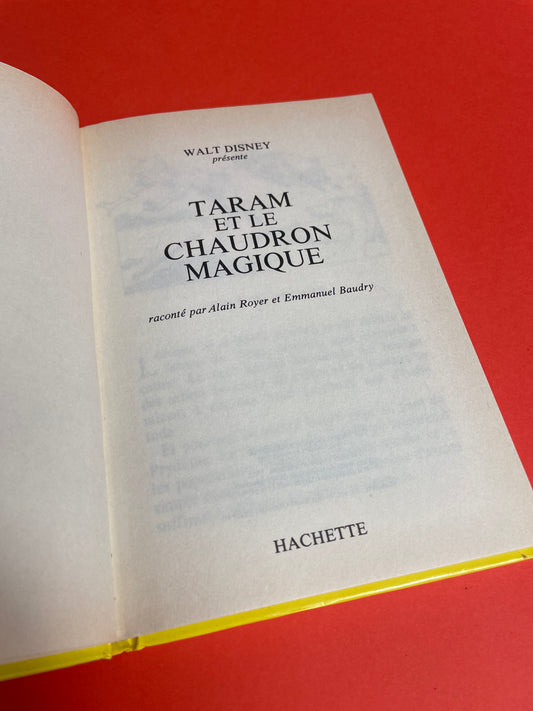 WALT DISNEY
présente
TARAM
ET LE
CHAUDRON
MAGIQUE
raconté par Alain Royer et Emmanuel Baudry
HACHETTE